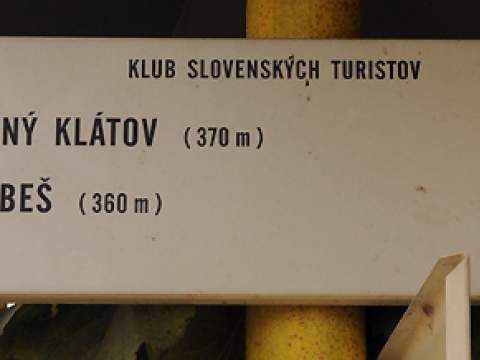 KLUB SLOVENSKÝCH TURISTOV
NÝ KLÁTOV (370 m)
BEŠ (360 m)